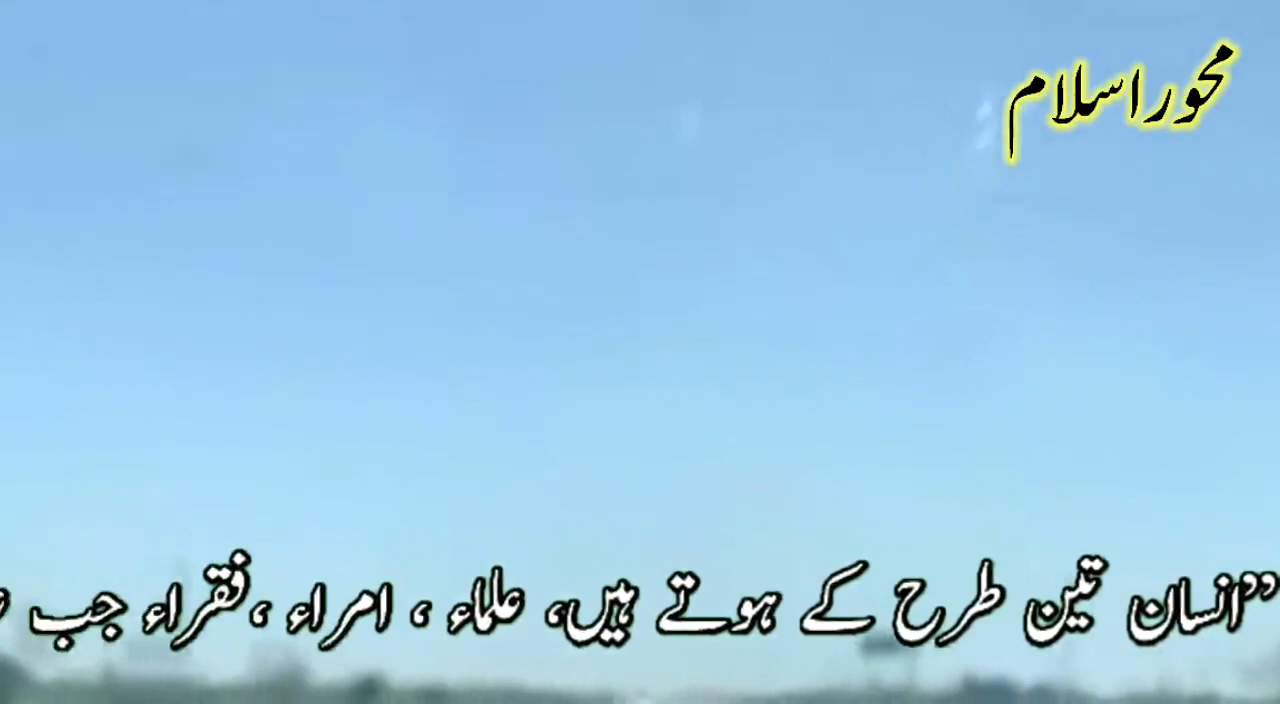 محور اسلام
”انسان تین طرح کے ہوتے ہیں، علماء ، امراء ،فقراء جب